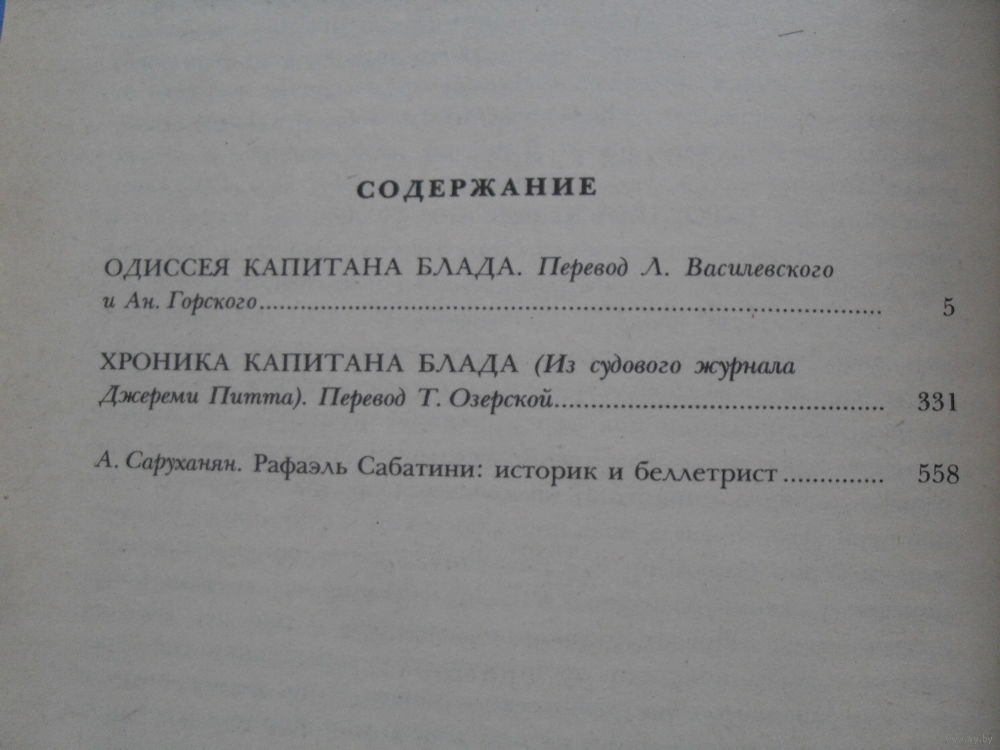 СОДЕРЖАНИЕ
ОДИССЕЯ КАПИТАНА БЛАДА. Перевод Л. Василевского
и Ан. Горского........................................................................ 5
ХРОНИКА КАПИТАНА БЛАДА (Из судового журнала
Джереми Питта). Перевод Т. Озерской...................................... 331
А. Саруханян. Рафаэль Сабатини: историк и беллетрист............ 558